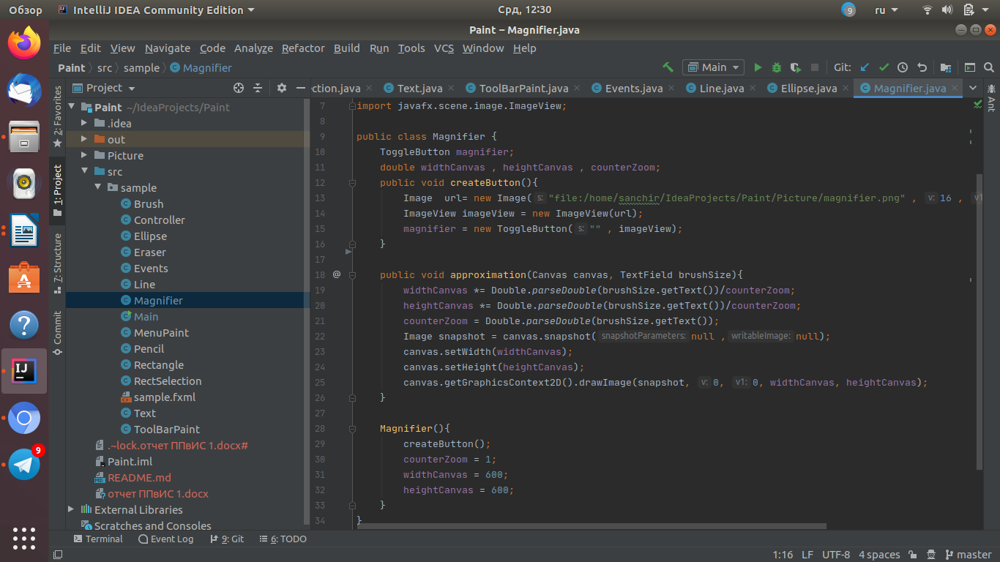 Обзор IntelliJ IDEA Community Edition Срд, 12:30 9 ru
Paint – Magnifier.java
File Edit View Navigate Code Analyze Refactor Build Run Tools VCS Window Help
Paint src sample Magnifier Main Git:
Project ection.java Text.java ToolBarPaint.java Events.java Line.java Ellipse.java Magnifier.java
2: Favorites
1: Project
7: Structure
Commit
Ant
Paint ~/IdeaProjects/Paint
.idea
out
Picture
src
sample
Brush
Controller
Ellipse
Eraser
Events
Line
Magnifier
Main
MenuPaint
Pencil
Rectangle
RectSelection
sample.fxml
Text
ToolBarPaint
.~lock.отчет ППвИС 1.docx#
Paint.iml
README.md
отчет ППвИС 1.docx
External Libraries
Scratches and Consoles
7 import javafx.scene.image.ImageView;
8
9 public class Magnifier {
10 ToggleButton magnifier;
11 double widthCanvas , heightCanvas , counterZoom;
12 public void createButton(){
13 Image url= new Image( s: "file:/home/sanchir/IdeaProjects/Paint/Picture/magnifier.png" , v: 16 , v1
14 ImageView imageView = new ImageView(url);
15 magnifier = new ToggleButton( s: "" , imageView);
16 }
17
18 @ public void approximation(Canvas canvas, TextField brushSize){
19 widthCanvas *= Double.parseDouble(brushSize.getText())/counterZoom;
20 heightCanvas *= Double.parseDouble(brushSize.getText())/counterZoom;
21 counterZoom = Double.parseDouble(brushSize.getText());
22 Image snapshot = canvas.snapshot( snapshotParameters: null , writableImage: null);
23 canvas.setWidth(widthCanvas);
24 canvas.setHeight(heightCanvas);
25 canvas.getGraphicsContext2D().drawImage(snapshot, v: 0, v1: 0, widthCanvas, heightCanvas);
26 }
27
28 Magnifier(){
29 createButton();
30 counterZoom = 1;
31 widthCanvas = 600;
32 heightCanvas = 600;
33 }
34 }
9
Terminal Event Log 9: Git 6: TODO
1:16 LF UTF-8 4 spaces master